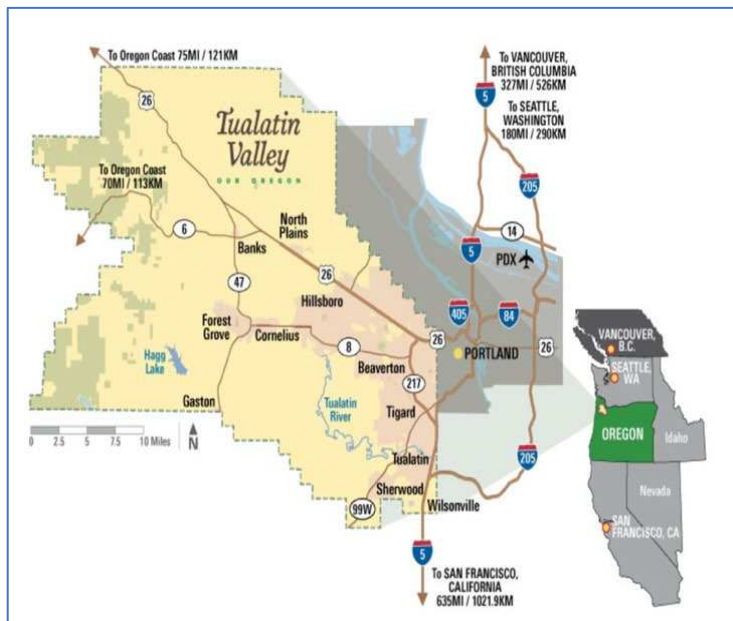 To Oregon Coast 75MI / 121KM
26
Tualatin
Valley
OUR OREGON
To Oregon Coast
70MI / 113KM
To VANCOUVER,
BRITISH COLUMBIA
327MI / 526KM
5
To SEATTLE,
WASHINGTON
180MI / 290KM
205
14
5
PDX
North
Plains
6
Banks
26
47
Hillsboro
405
84
Forest
Grove
Cornelius
8
26
PORTLAND
26
Hagg
Lake
Beaverton
217
Gaston
Tualatin
River
Tigard
0 2.5 5 7.5 10 Miles
N
Tualatin
205
Sherwood
99W
Wilsonville
5
To SAN FRANCISCO,
CALIFORNIA
635MI / 1021.9KM
VANCOUVER,
B.C.
SEATTLE,
WA
OREGON
Idaho
Nevada
SAN
FRANCISCO, CA